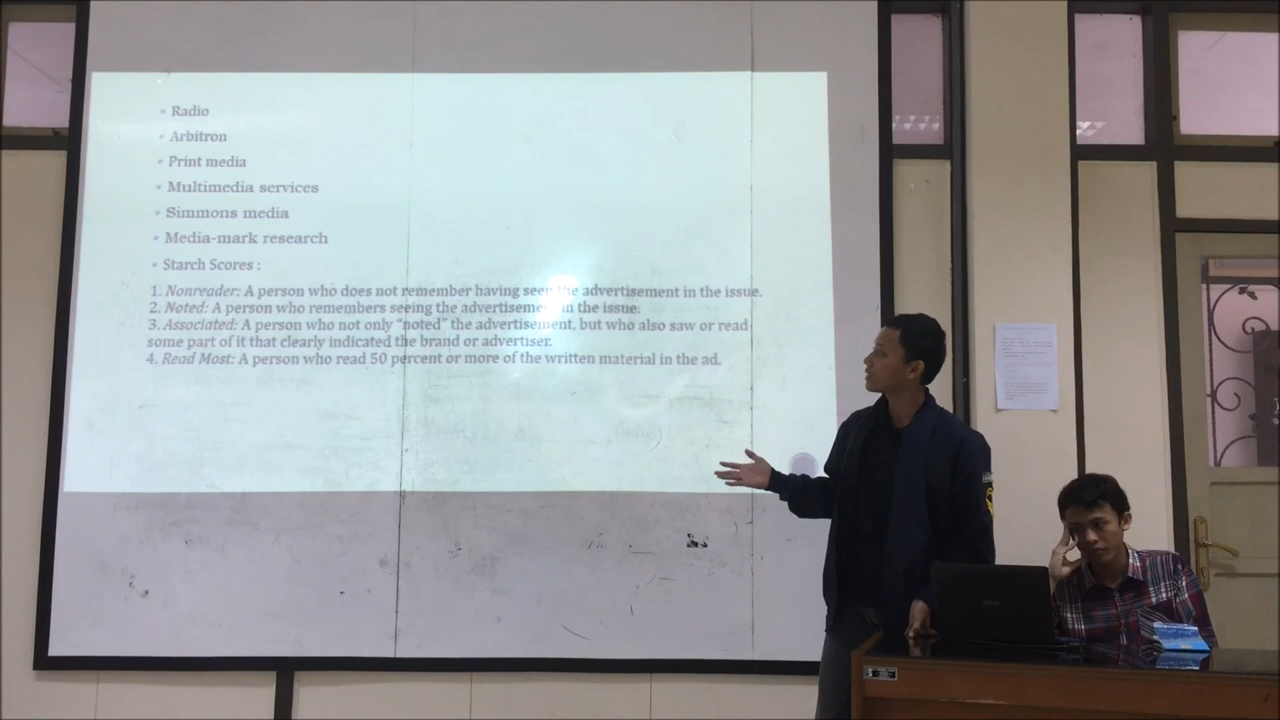 • Radio
• Arbitron
• Print media
• Multimedia services
• Simmons media
• Media-mark research
• Starch Scores :
1. Nonreader: A person who does not remember having seen the advertisement in the issue.
2. Noted: A person who remembers seeing the advertisement in the issue.
3. Associated: A person who not only “noted” the advertisement, but who also saw or read
some part of it that clearly indicated the brand or advertiser.
4. Read Most: A person who read 50 percent or more of the written material in the ad.